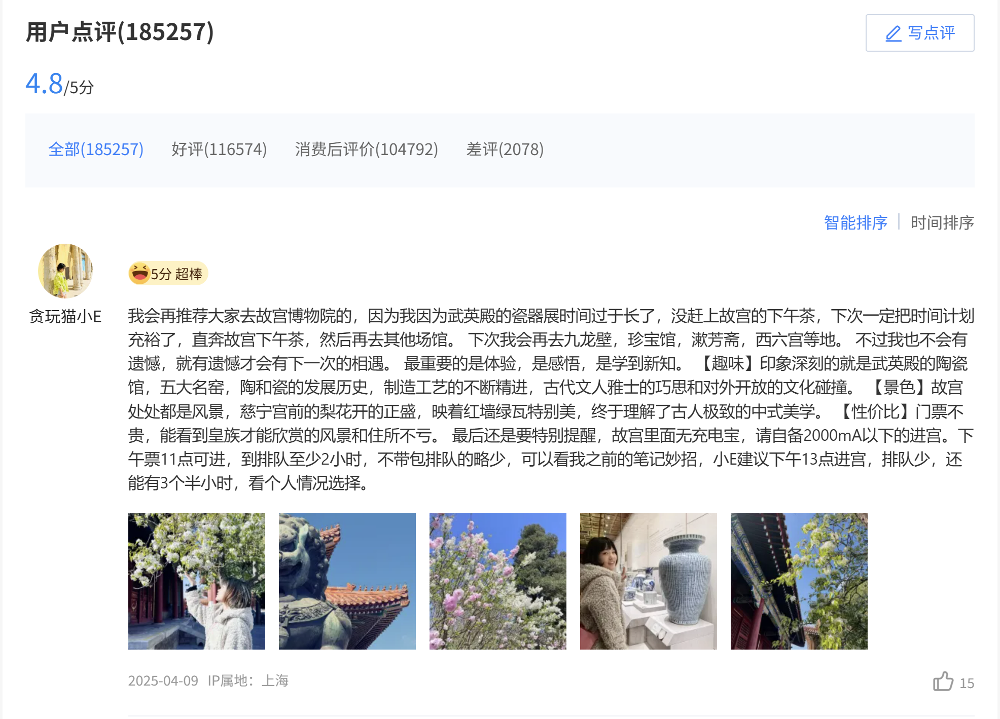 用户点评(185257)
写点评
4.8/5分
全部(185257) 好评(116574) 消费后评价(104792) 差评(2078)
智能排序 时间排序
5分 超棒
贪玩猫小E
我会再推荐大家去故宫博物院的，因为我因为武英殿的瓷器展时间过于长了，没赶上故宫的下午茶，下次一定把时间计划
充裕了，直奔故宫下午茶，然后再去其他场馆。 下次我会再去九龙壁，珍宝馆，漱芳斋，西六宫等地。 不过我也不会有
遗憾，就有遗憾才会有下一次的相遇。 最重要的是体验，是感悟，是学到新知。 【趣味】印象深刻的就是武英殿的陶瓷
馆，五大名窑，陶和瓷的发展历史，制造工艺的不断精进，古代文人雅士的巧思和对外开放的文化碰撞。 【景色】故宫
处处都是风景，慈宁宫前的梨花开的正盛，映着红墙绿瓦特别美，终于理解了古人极致的中式美学。 【性价比】门票不
贵，能看到皇族才能欣赏的风景和住所不亏。 最后还是要特别提醒，故宫里面无充电宝，请自备2000mA以下的进宫。下
午票11点可进，到排队至少2小时，不带包排队的略少，可以看我之前的笔记妙招，小E建议下午13点进宫，排队少，还
能有3个半小时，看个人情况选择。
2025-04-09 IP属地：上海
15